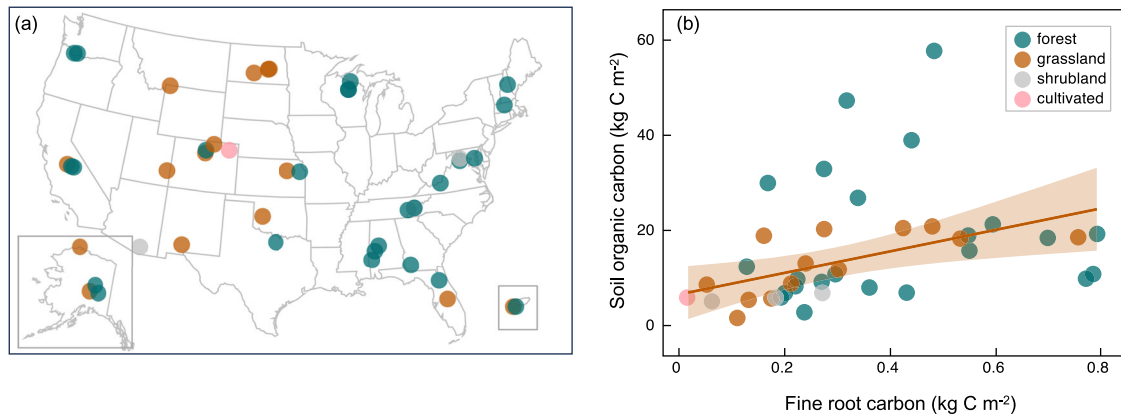 (a)
(b)
forest
grassland
shrubland
cultivated
Soil organic carbon (kg C m-2)
60
40
20
0
0
0.2
0.4
0.6
0.8
Fine root carbon (kg C m-2)